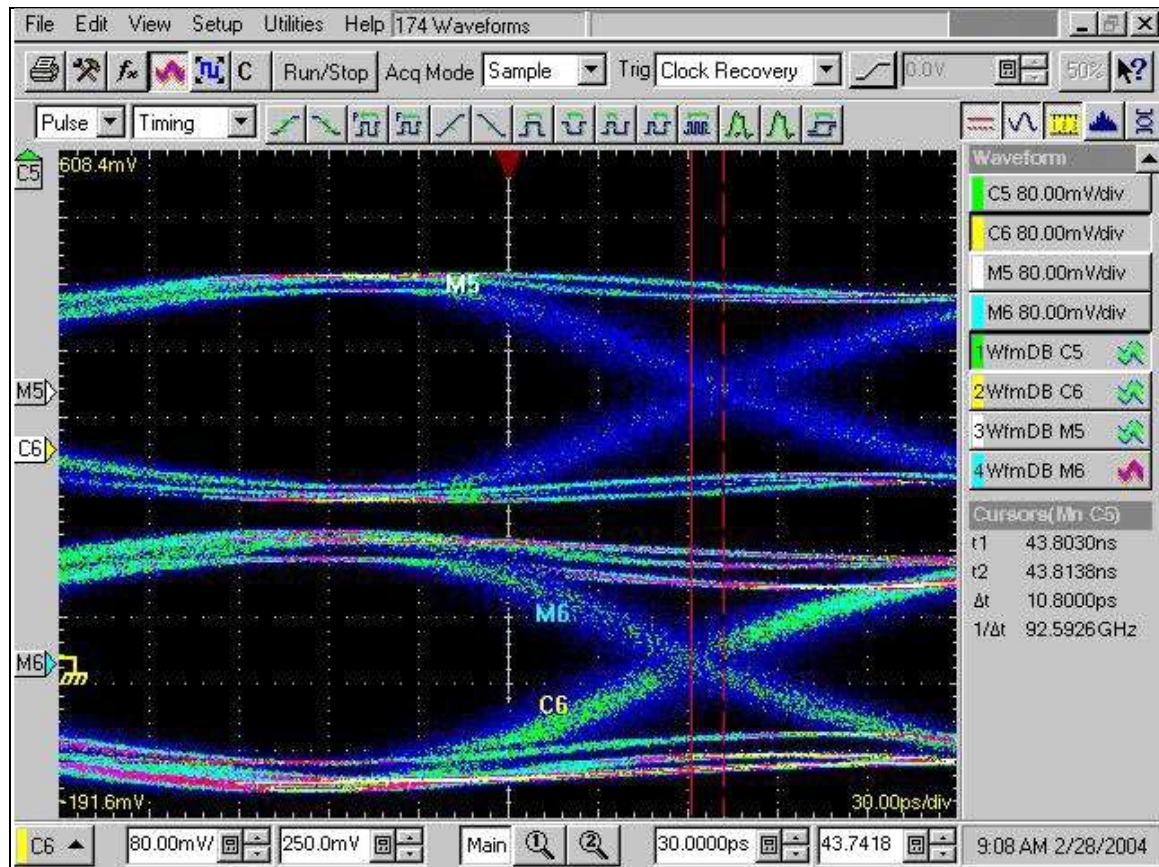 File Edit View Setup Utilities Help 174 Waveforms
Run/Stop Acq Mode Sample Trig Clock Recovery 0.0V 50%
Pulse Timing
C5 608.4mV
M5
M5
C6
M6
M6
C6
-191.6mV 30.00ps/div
Waveform
C5 80.00mV/div
C6 80.00mV/div
M5 80.00mV/div
M6 80.00mV/div
1 WfmDB C5
2 WfmDB C6
3 WfmDB M5
4 WfmDB M6
Cursors(Mn C5)
t1 43.8030ns
t2 43.8138ns
Δt 10.8000ps
1/Δt 92.5926GHz
C6 80.00mV/ 250.0mV Main 1 2 30.0000ps 43.7418 9:08 AM 2/28/2004